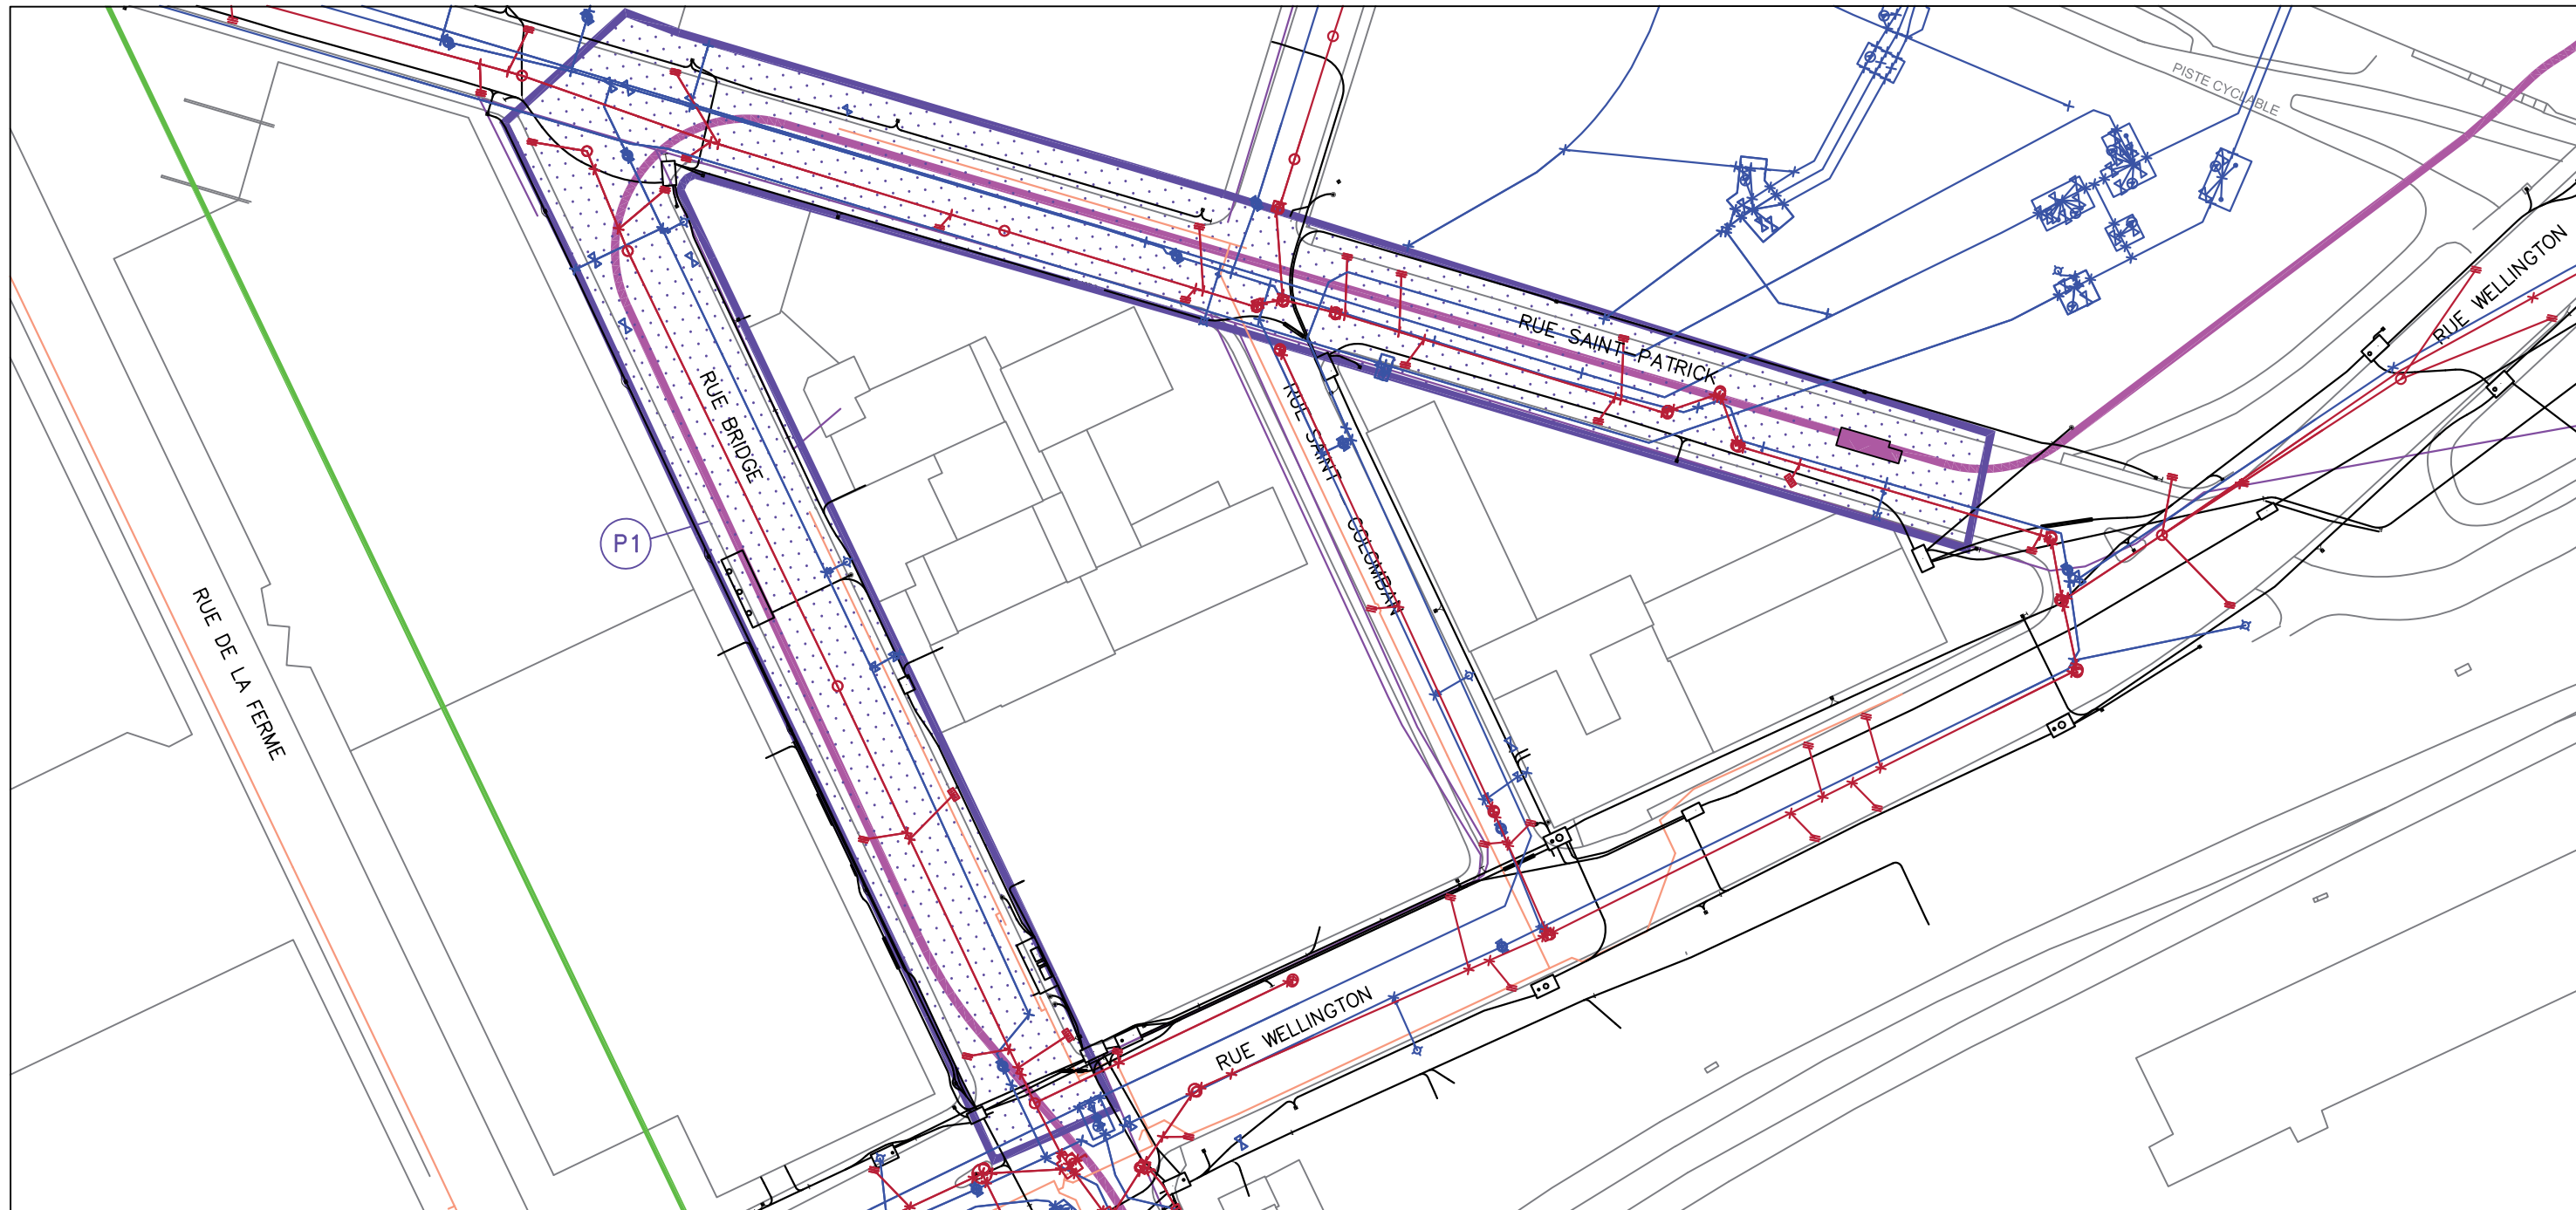 PISTE CYCLABLE
RUE WELLINGTON
RUE SAINT-PATRICK
RUE BRIDGE
RUE SAINT COLOMBAN
P1
RUE DE LA FERME
RUE WELLINGTON